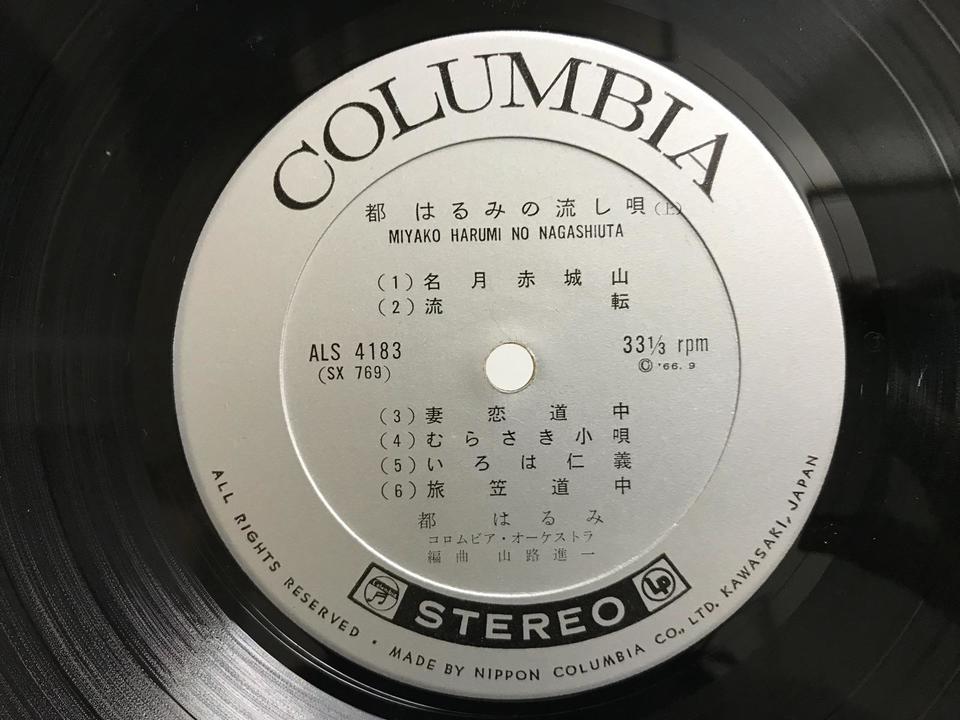 COLUMBIA
都 はるみの流し唄(上)
MIYAKO HARUMI NO NAGASHIUTA
(1)名月赤城山
(2)流転
ALS 4183
(SX 769)
33⅓ rpm
Ⓒ '66. 9
(3)妻恋道中
(4)むらさき小唄
(5)いろは仁義
(6)旅笠道中
都 はるみ
コロムビア・オーケストラ
編曲 山路進一
STEREO
LP
ALL RIGHTS RESERVED · MADE BY NIPPON COLUMBIA CO., LTD. KAWASAKI, JAPAN